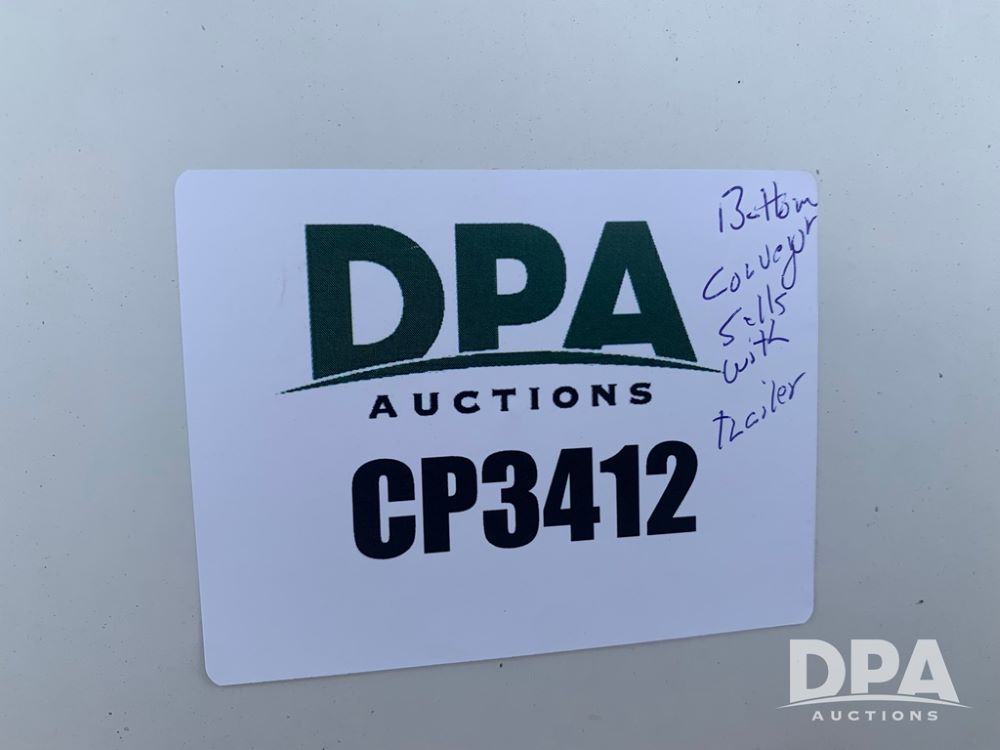 DPA
AUCTIONS
CP3412
Bottom
Conveyor
Sells
with
trailer
DPA
AUCTIONS